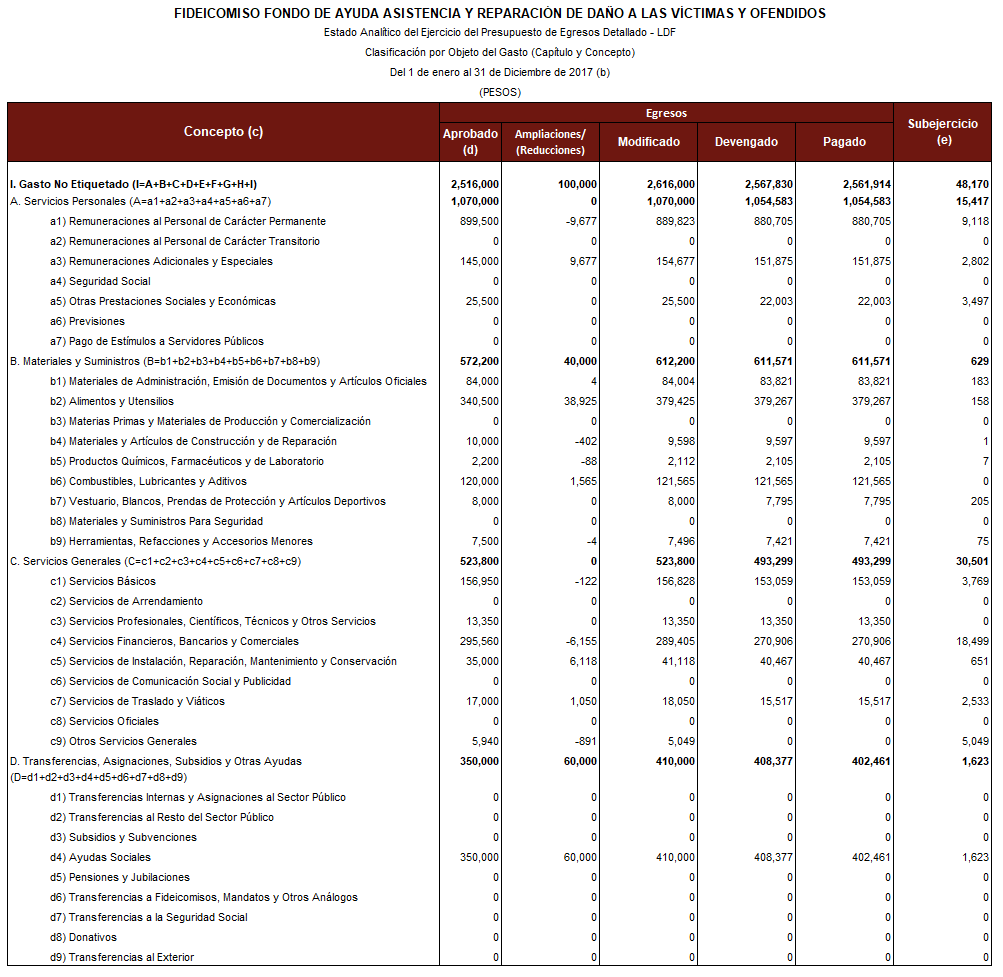 FIDEICOMISO FONDO DE AYUDA ASISTENCIA Y REPARACIÓN DE DAÑO A LAS VÍCTIMAS Y OFENDIDOS
Estado Analítico del Ejercicio del Presupuesto de Egresos Detallado - LDF
Clasificación por Objeto del Gasto (Capítulo y Concepto)
Del 1 de enero al 31 de Diciembre de 2017 (b)
(PESOS)
Concepto (c) Egresos Subejercicio (e)
Aprobado (d) Ampliaciones/ (Reducciones) Modificado Devengado Pagado
I. Gasto No Etiquetado (I=A+B+C+D+E+F+G+H+I) 2,516,000 100,000 2,616,000 2,567,830 2,561,914 48,170
A. Servicios Personales (A=a1+a2+a3+a4+a5+a6+a7) 1,070,000 0 1,070,000 1,054,583 1,054,583 15,417
a1) Remuneraciones al Personal de Carácter Permanente 899,500 -9,677 889,823 880,705 880,705 9,118
a2) Remuneraciones al Personal de Carácter Transitorio 0 0 0 0 0 0
a3) Remuneraciones Adicionales y Especiales 145,000 9,677 154,677 151,875 151,875 2,802
a4) Seguridad Social 0 0 0 0 0 0
a5) Otras Prestaciones Sociales y Económicas 25,500 0 25,500 22,003 22,003 3,497
a6) Previsiones 0 0 0 0 0 0
a7) Pago de Estímulos a Servidores Públicos 0 0 0 0 0 0
B. Materiales y Suministros (B=b1+b2+b3+b4+b5+b6+b7+b8+b9) 572,200 40,000 612,200 611,571 611,571 629
b1) Materiales de Administración, Emisión de Documentos y Artículos Oficiales 84,000 4 84,004 83,821 83,821 183
b2) Alimentos y Utensilios 340,500 38,925 379,425 379,267 379,267 158
b3) Materias Primas y Materiales de Producción y Comercialización 0 0 0 0 0 0
b4) Materiales y Artículos de Construcción y de Reparación 10,000 -402 9,598 9,597 9,597 1
b5) Productos Químicos, Farmacéuticos y de Laboratorio 2,200 -88 2,112 2,105 2,105 7
b6) Combustibles, Lubricantes y Aditivos 120,000 1,565 121,565 121,565 121,565 0
b7) Vestuario, Blancos, Prendas de Protección y Artículos Deportivos 8,000 0 8,000 7,795 7,795 205
b8) Materiales y Suministros Para Seguridad 0 0 0 0 0 0
b9) Herramientas, Refacciones y Accesorios Menores 7,500 -4 7,496 7,421 7,421 75
C. Servicios Generales (C=c1+c2+c3+c4+c5+c6+c7+c8+c9) 523,800 0 523,800 493,299 493,299 30,501
c1) Servicios Básicos 156,950 -122 156,828 153,059 153,059 3,769
c2) Servicios de Arrendamiento 0 0 0 0 0 0
c3) Servicios Profesionales, Científicos, Técnicos y Otros Servicios 13,350 0 13,350 13,350 13,350 0
c4) Servicios Financieros, Bancarios y Comerciales 295,560 -6,155 289,405 270,906 270,906 18,499
c5) Servicios de Instalación, Reparación, Mantenimiento y Conservación 35,000 6,118 41,118 40,467 40,467 651
c6) Servicios de Comunicación Social y Publicidad 0 0 0 0 0 0
c7) Servicios de Traslado y Viáticos 17,000 1,050 18,050 15,517 15,517 2,533
c8) Servicios Oficiales 0 0 0 0 0 0
c9) Otros Servicios Generales 5,940 -891 5,049 0 0 5,049
D. Transferencias, Asignaciones, Subsidios y Otras Ayudas 350,000 60,000 410,000 408,377 402,461 1,623
(D=d1+d2+d3+d4+d5+d6+d7+d8+d9)
d1) Transferencias Internas y Asignaciones al Sector Público 0 0 0 0 0 0
d2) Transferencias al Resto del Sector Público 0 0 0 0 0 0
d3) Subsidios y Subvenciones 0 0 0 0 0 0
d4) Ayudas Sociales 350,000 60,000 410,000 408,377 402,461 1,623
d5) Pensiones y Jubilaciones 0 0 0 0 0 0
d6) Transferencias a Fideicomisos, Mandatos y Otros Análogos 0 0 0 0 0 0
d7) Transferencias a la Seguridad Social 0 0 0 0 0 0
d8) Donativos 0 0 0 0 0 0
d9) Transferencias al Exterior 0 0 0 0 0 0